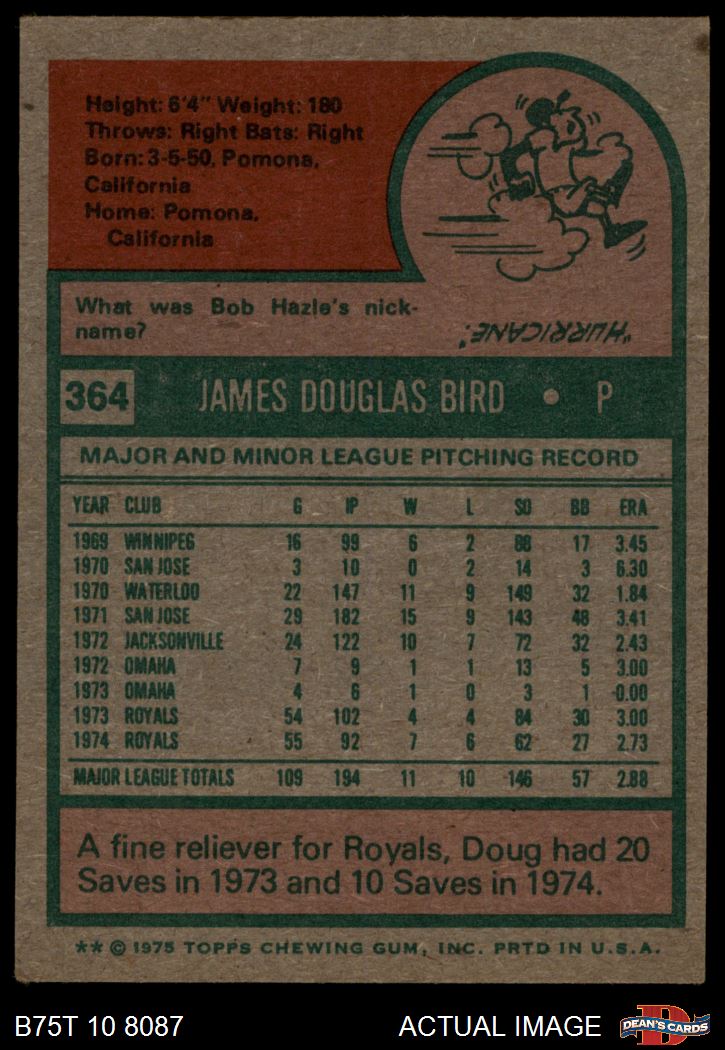 Height: 6'4" Weight: 180
Throws: Right Bats: Right
Born: 3-5-50, Pomona,
California
Home: Pomona,
California
What was Bob Hazle's nick-
name?
"HURRICANE".
364 JAMES DOUGLAS BIRD • P
MAJOR AND MINOR LEAGUE PITCHING RECORD
YEAR CLUB G IP W L SO BB ERA
1969 WINNIPEG 16 99 6 2 88 17 3.45
1970 SAN JOSE 3 10 0 2 14 3 6.30
1970 WATERLOO 22 147 11 9 149 32 1.84
1971 SAN JOSE 29 182 15 9 143 48 3.41
1972 JACKSONVILLE 24 122 10 7 72 32 2.43
1972 OMAHA 7 9 1 1 13 5 3.00
1973 OMAHA 4 6 1 0 3 1 0.00
1973 ROYALS 54 102 4 4 84 30 3.00
1974 ROYALS 55 92 7 6 62 27 2.73
MAJOR LEAGUE TOTALS 109 194 11 10 146 57 2.88
A fine reliever for Royals, Doug had 20
Saves in 1973 and 10 Saves in 1974.
** © 1975 TOPPS CHEWING GUM, INC. PRTD IN U.S.A.
B75T 10 8087 ACTUAL IMAGE D DEAN'S CARDS